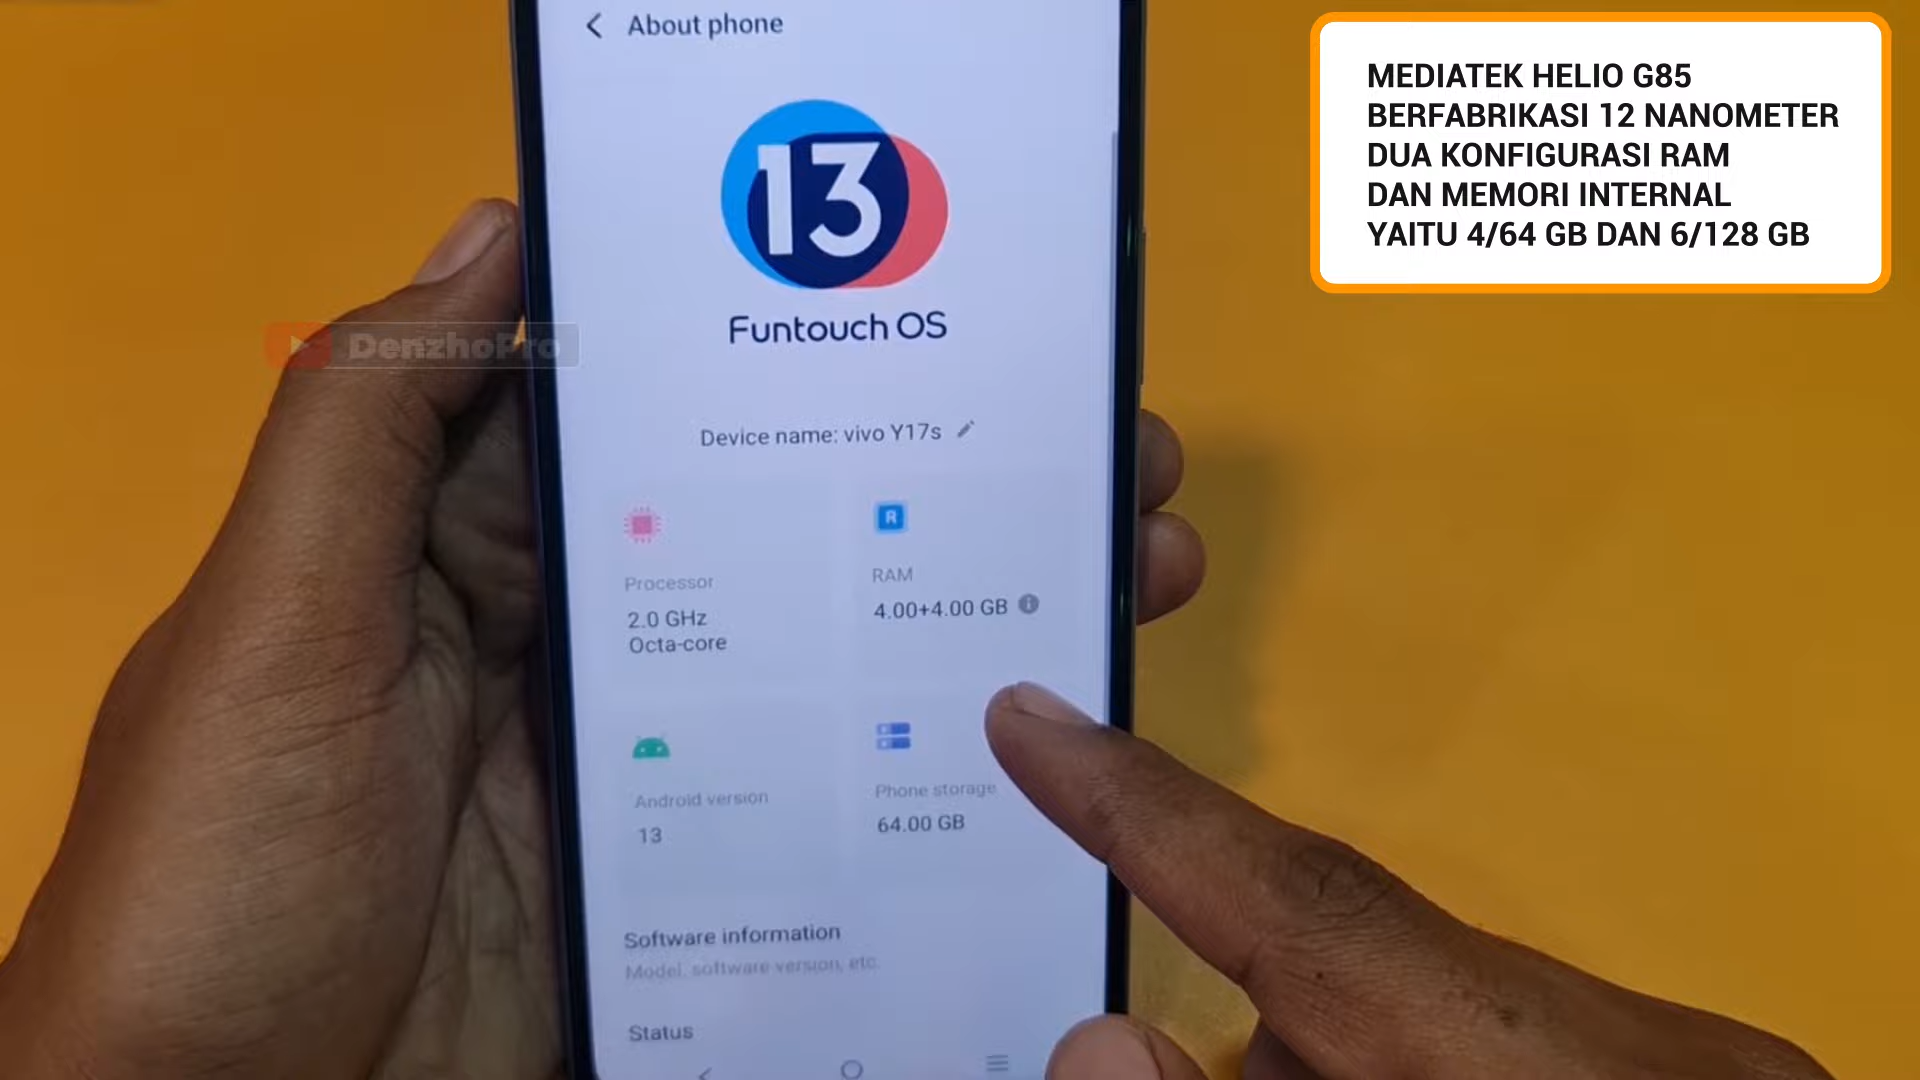 About phone
MEDIATEK HELIO G85
BERFABRIKASI 12 NANOMETER
DUA KONFIGURASI RAM
DAN MEMORI INTERNAL
YAITU 4/64 GB DAN 6/128 GB
13
Funtouch OS
DenzhoPro
Device name: vivo Y17s
R
Processor
2.0 GHz
Octa-core
RAM
4.00+4.00 GB
Android version
13
Phone storage
64.00 GB
Software information
Model, software version, etc.
Status